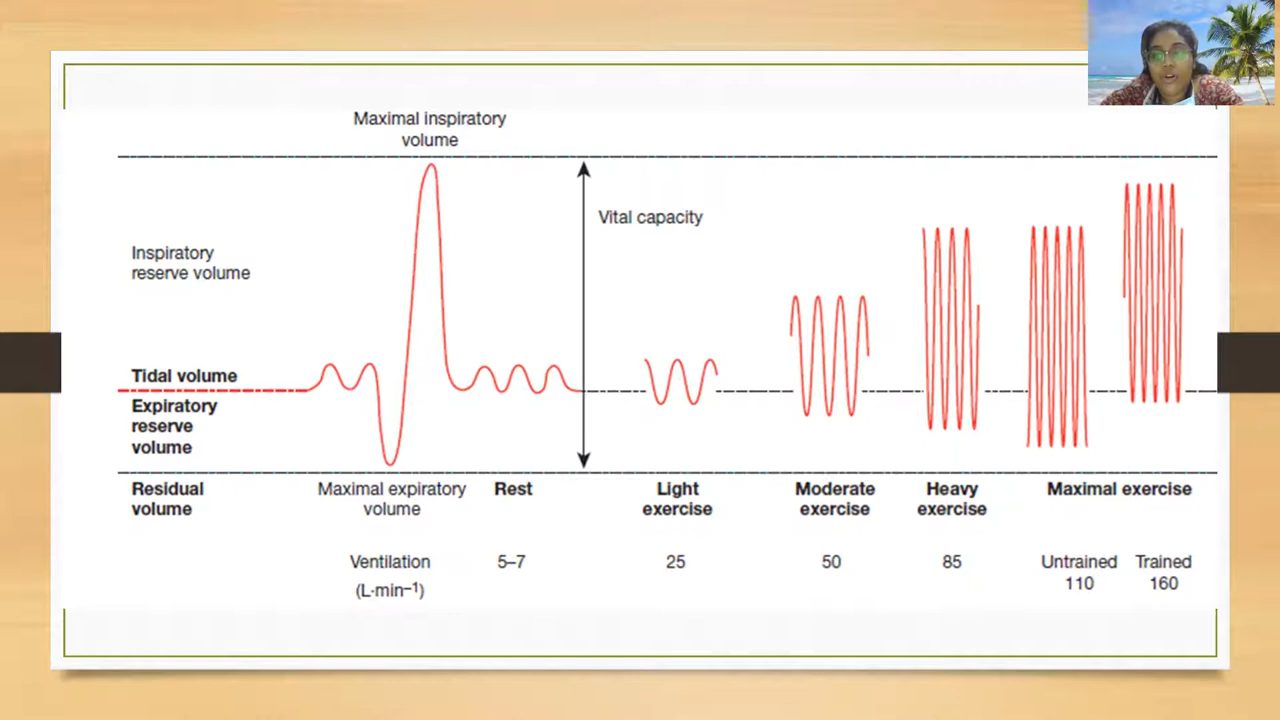 Maximal inspiratory
volume
Vital capacity
Inspiratory
reserve volume
Tidal volume
Expiratory
reserve
volume
Residual
volume
Maximal expiratory
volume
Rest
Light
exercise
Moderate
exercise
Heavy
exercise
Maximal exercise
Ventilation
(L·min–1)
5–7
25
50
85
Untrained
110
Trained
160